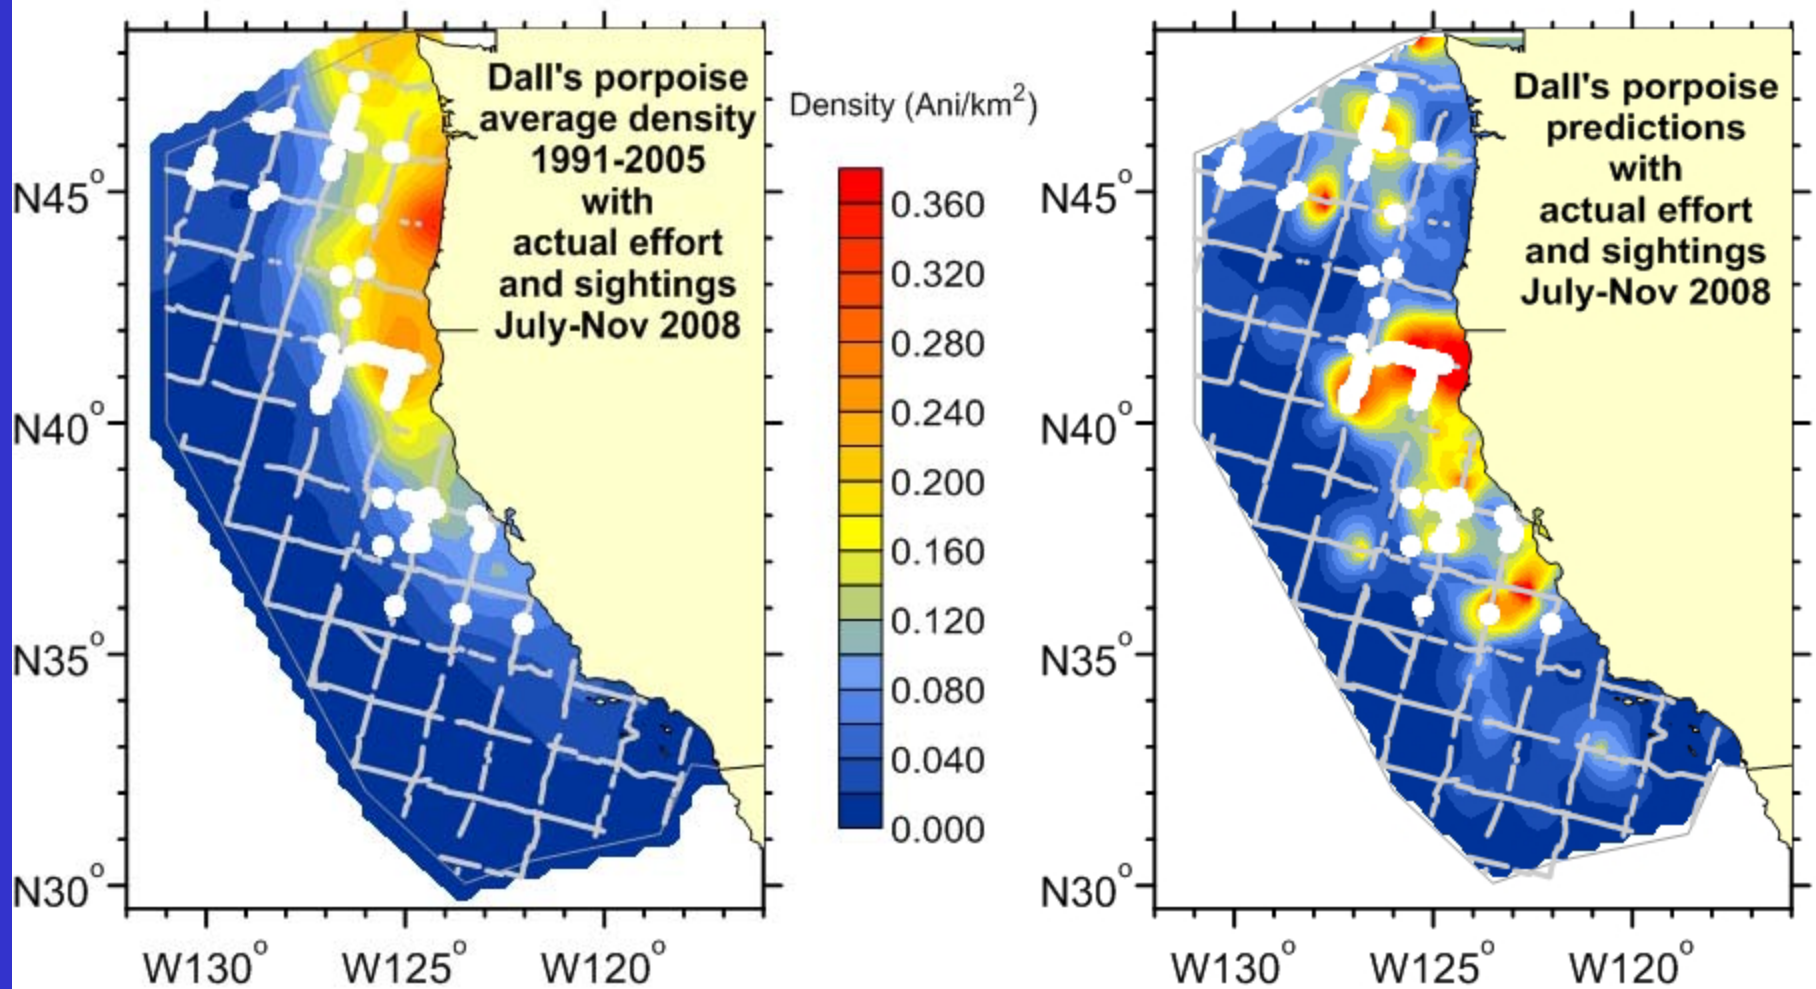 Dall's porpoise
average density
1991-2005
with
actual effort
and sightings
July-Nov 2008
N45°
N40°
N35°
N30°
W130°
W125°
W120°
Density (Ani/km²)
0.360
0.320
0.280
0.240
0.200
0.160
0.120
0.080
0.040
0.000
Dall's porpoise
predictions
with
actual effort
and sightings
July-Nov 2008
N45°
N40°
N35°
N30°
W130°
W125°
W120°